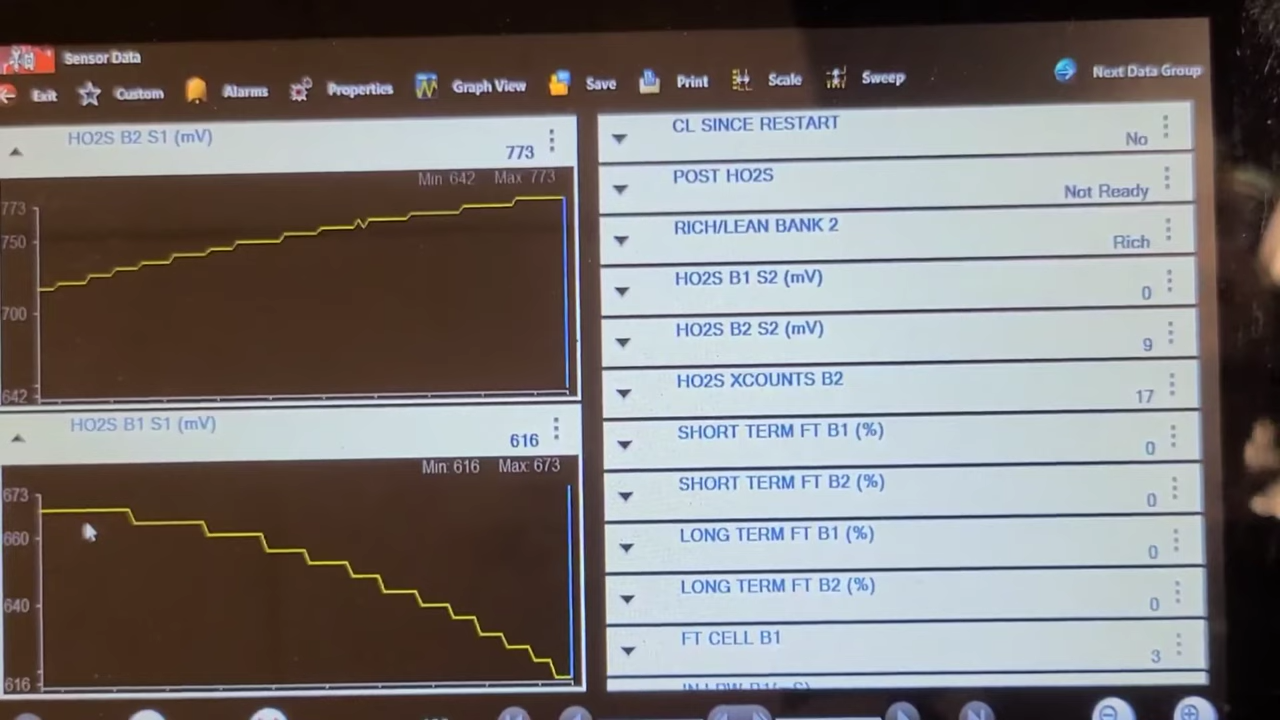 Sensor Data
Exit Custom Alarms Properties Graph View Save Print Scale Sweep Next Data Group
HO2S B2 S1 (mV)
773
Min: 642 Max: 773
773
750
700
642
HO2S B1 S1 (mV)
616
Min: 616 Max: 673
673
660
640
616
CL SINCE RESTART
No
POST HO2S
Not Ready
RICH/LEAN BANK 2
Rich
HO2S B1 S2 (mV)
0
HO2S B2 S2 (mV)
9
HO2S XCOUNTS B2
17
SHORT TERM FT B1 (%)
0
SHORT TERM FT B2 (%)
0
LONG TERM FT B1 (%)
0
LONG TERM FT B2 (%)
0
FT CELL B1
3